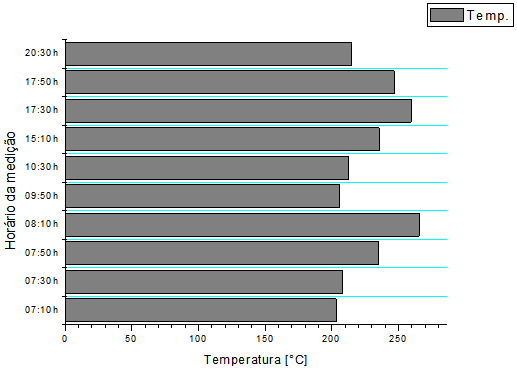 Temp.
Horário da medição
20:30 h
17:50 h
17:30 h
15:10 h
10:30 h
09:50 h
08:10 h
07:50 h
07:30 h
07:10 h
0 50 100 150 200 250
Temperatura [°C]